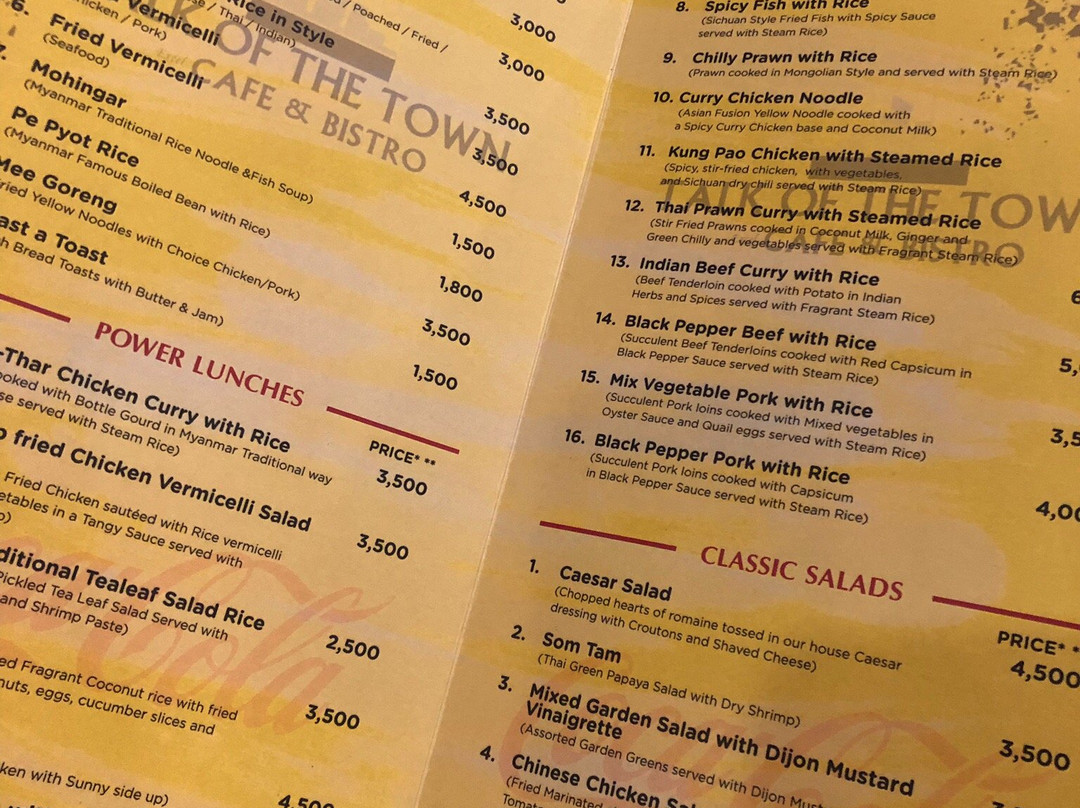 / Poached / Fried /
3,000
Rice in Style
/ Thai / Indian)
3,000
6.
Vermicelli
/ Pork)
3,500
Fried Vermicelli
(Seafood)
3,500
Mohingar
(Myanmar Traditional Rice Noodle &Fish Soup)
4,500
Pe Pyot Rice
(Myanmar Famous Boiled Bean with Rice)
1,500
Mee Goreng
Yellow Noodles with Choice Chicken/Pork)
1,800
a Toast
Bread Toasts with Butter & Jam)
3,500
1,500
TALK OF THE TOWN
CAFE & BISTRO
POWER LUNCHES
PRICE* **
-Thar Chicken Curry with Rice
with Bottle Gourd in Myanmar Traditional way
served with Steam Rice)
3,500
fried Chicken Vermicelli Salad
Fried Chicken sautéed with Rice vermicelli
in a Tangy Sauce served with
3,500
Tealeaf Salad Rice
Pickled Tea Leaf Salad Served with
and Shrimp Paste)
2,500
Fragrant Coconut rice with fried
eggs, cucumber slices and
3,500
with Sunny side up)
4,500
8. Spicy Fish with Rice
(Sichuan Style Fried Fish with Spicy Sauce
served with Steam Rice)
9. Chilly Prawn with Rice
(Prawn cooked in Mongolian Style and served with Steam Rice)
10. Curry Chicken Noodle
(Asian Fusion Yellow Noodle cooked with
a Spicy Curry Chicken base and Coconut Milk)
11. Kung Pao Chicken with Steamed Rice
(Spicy, stir-fried chicken, with vegetables,
and Sichuan dry chili served with Steam Rice)
12. Thai Prawn Curry with Steamed Rice
(Stir Fried Prawns cooked in Coconut Milk, Ginger and
Green Chilly and vegetables served with Fragrant Steam Rice)
TALK OF THE TOW
CAFE & BISTRO
13. Indian Beef Curry with Rice
(Beef Tenderloin cooked with Potato in Indian
Herbs and Spices served with Fragrant Steam Rice)
14. Black Pepper Beef with Rice
(Succulent Beef Tenderloins cooked with Red Capsicum in
Black Pepper Sauce served with Steam Rice)
15. Mix Vegetable Pork with Rice
(Succulent Pork loins cooked with Mixed vegetables in
Oyster Sauce and Quail eggs served with Steam Rice)
16. Black Pepper Pork with Rice
(Succulent Pork loins cooked with Capsicum
in Black Pepper Sauce served with Steam Rice)
CLASSIC SALADS
PRICE*
1. Caesar Salad
(Chopped hearts of romaine tossed in our house Caesar
dressing with Croutons and Shaved Cheese)
4,500
2. Som Tam
(Thai Green Papaya Salad with Dry Shrimp)
3. Mixed Garden Salad with Dijon Mustard
Vinaigrette
(Assorted Garden Greens served with Dijon
3,500
4. Chinese Chicken
(Fried Marinated